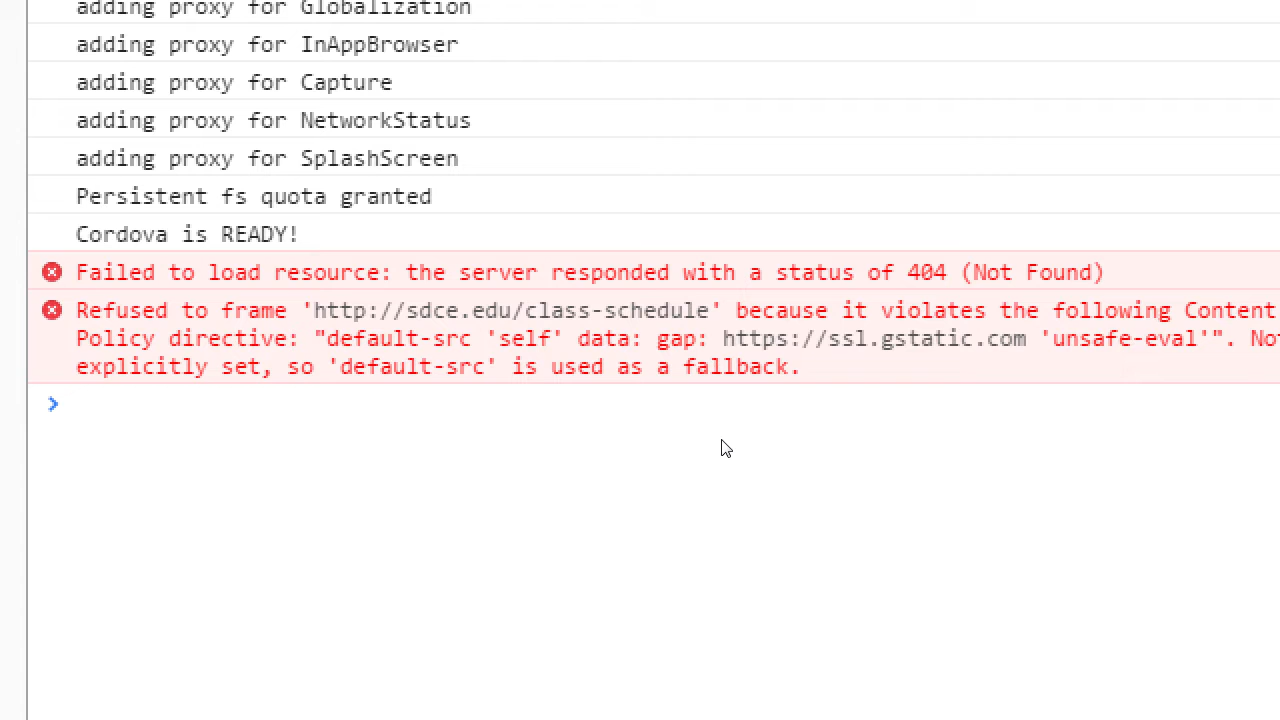 adding proxy for Globalization
adding proxy for InAppBrowser
adding proxy for Capture
adding proxy for NetworkStatus
adding proxy for SplashScreen
Persistent fs quota granted
Cordova is READY!
Failed to load resource: the server responded with a status of 404 (Not Found)
Refused to frame 'http://sdce.edu/class-schedule' because it violates the following Content
Policy directive: "default-src 'self' data: gap: https://ssl.gstatic.com 'unsafe-eval'". No
explicitly set, so 'default-src' is used as a fallback.